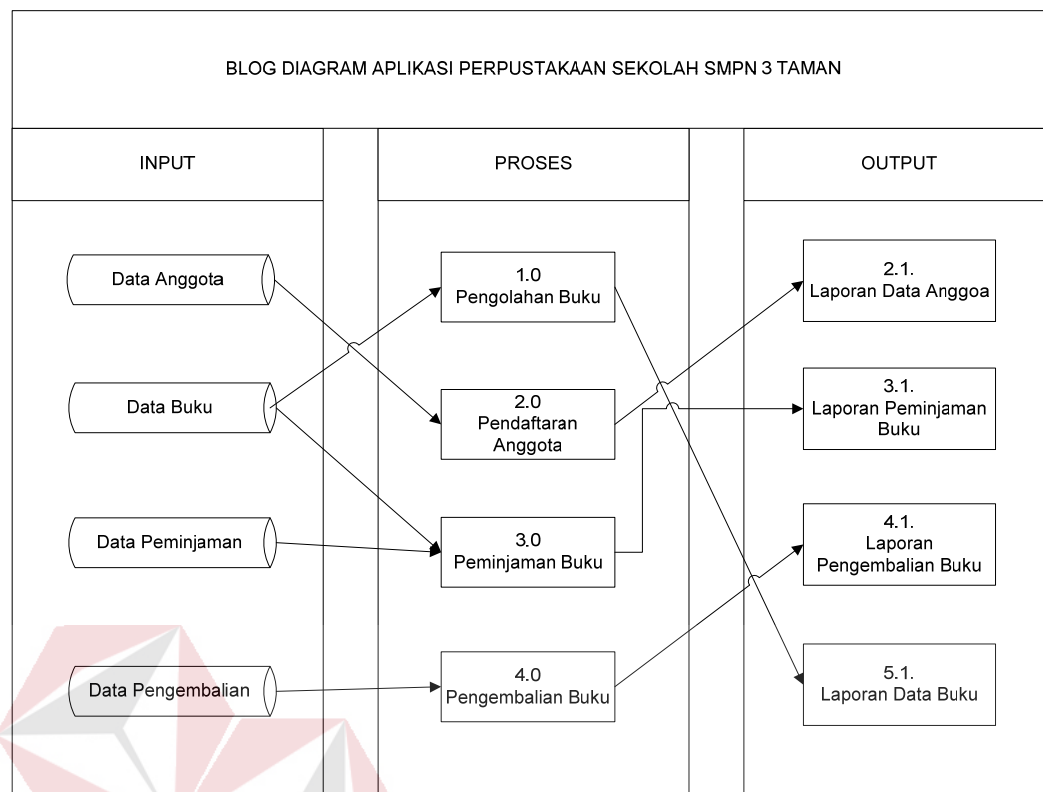 BLOG DIAGRAM APLIKASI PERPUSTAKAAN SEKOLAH SMPN 3 TAMAN
INPUT
PROSES
OUTPUT
Data Anggota
Data Buku
Data Peminjaman
Data Pengembalian
1.0
Pengolahan Buku
2.0
Pendaftaran
Anggota
3.0
Peminjaman Buku
4.0
Pengembalian Buku
2.1.
Laporan Data Anggoa
3.1.
Laporan Peminjaman
Buku
4.1.
Laporan
Pengembalian Buku
5.1.
Laporan Data Buku